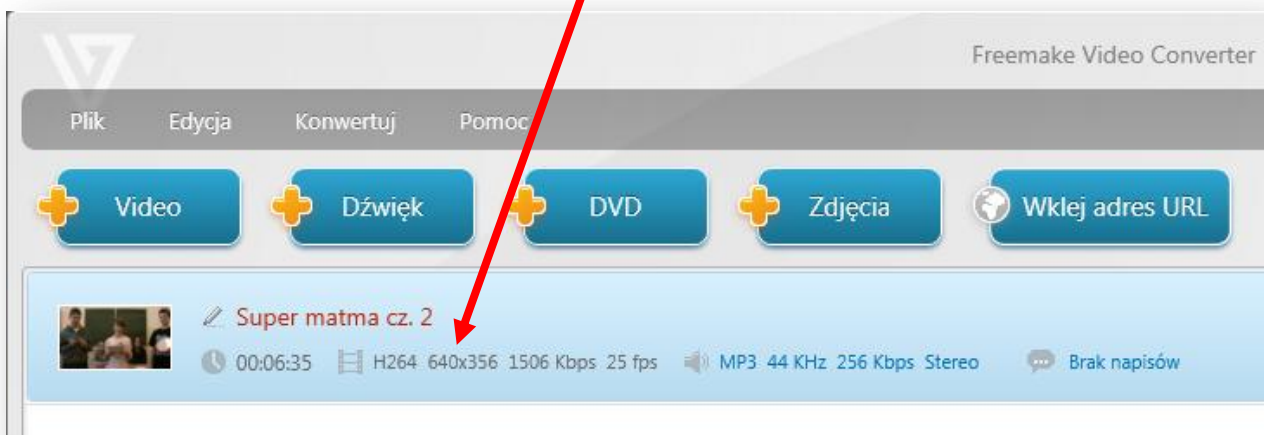 Freemake Video Converter
Plik Edycja Konwertuj Pomoc
Video Dźwięk DVD Zdjęcia Wklej adres URL
Super matma cz. 2
00:06:35 H264 640x356 1506 Kbps 25 fps MP3 44 KHz 256 Kbps Stereo Brak napisów